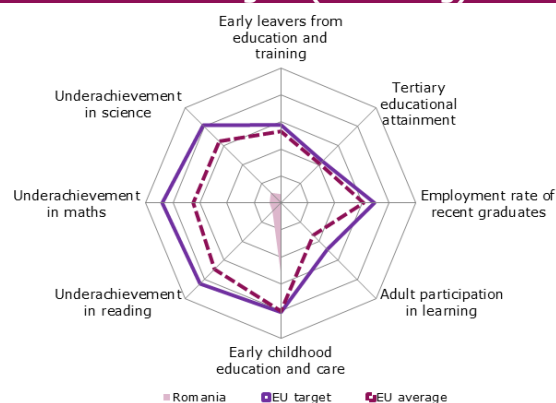 Early leavers from
education and
training
Tertiary
educational
attainment
Employment rate of
recent graduates
Adult participation
in learning
Early childhood
education and care
Underachievement
in reading
Underachievement
in maths
Underachievement
in science
Romania
EU target
EU average